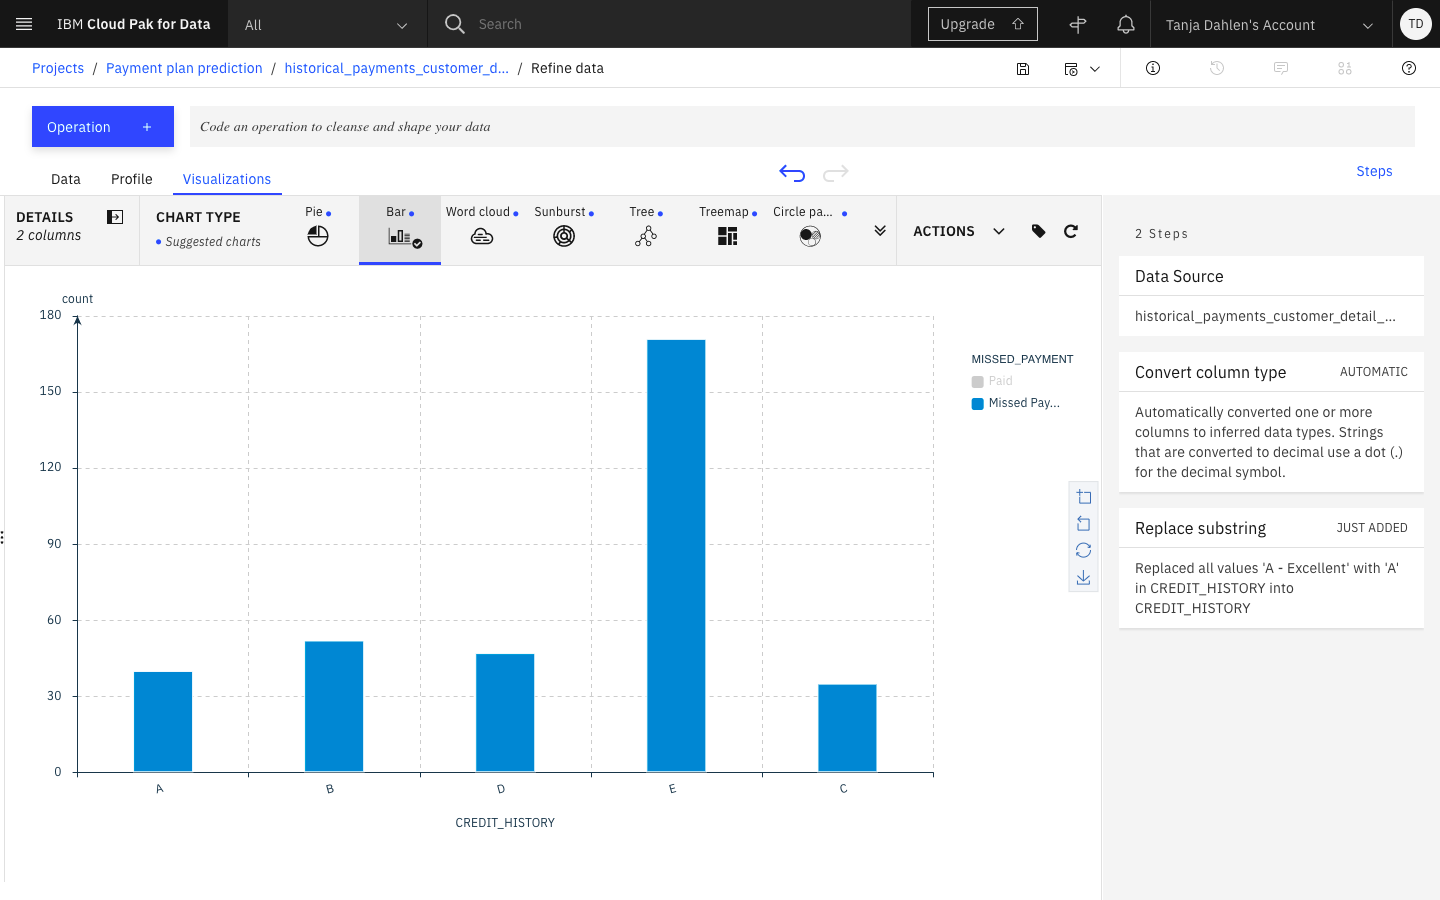 IBM Cloud Pak for Data
All
Search
Upgrade
Tanja Dahlen's Account
TD
Projects / Payment plan prediction / historical_payments_customer_d... / Refine data
Operation +
Code an operation to cleanse and shape your data
Data
Profile
Visualizations
Steps
DETAILS
2 columns
CHART TYPE
Suggested charts
Pie
Bar
Word cloud
Sunburst
Tree
Treemap
Circle pa...
ACTIONS
count
180
150
120
90
60
30
0
A
B
D
E
C
CREDIT_HISTORY
MISSED_PAYMENT
Paid
Missed Pay...
2 Steps
Data Source
historical_payments_customer_detail_...
Convert column type
AUTOMATIC
Automatically converted one or more
columns to inferred data types. Strings
that are converted to decimal use a dot (.)
for the decimal symbol.
Replace substring
JUST ADDED
Replaced all values 'A - Excellent' with 'A'
in CREDIT_HISTORY into
CREDIT_HISTORY